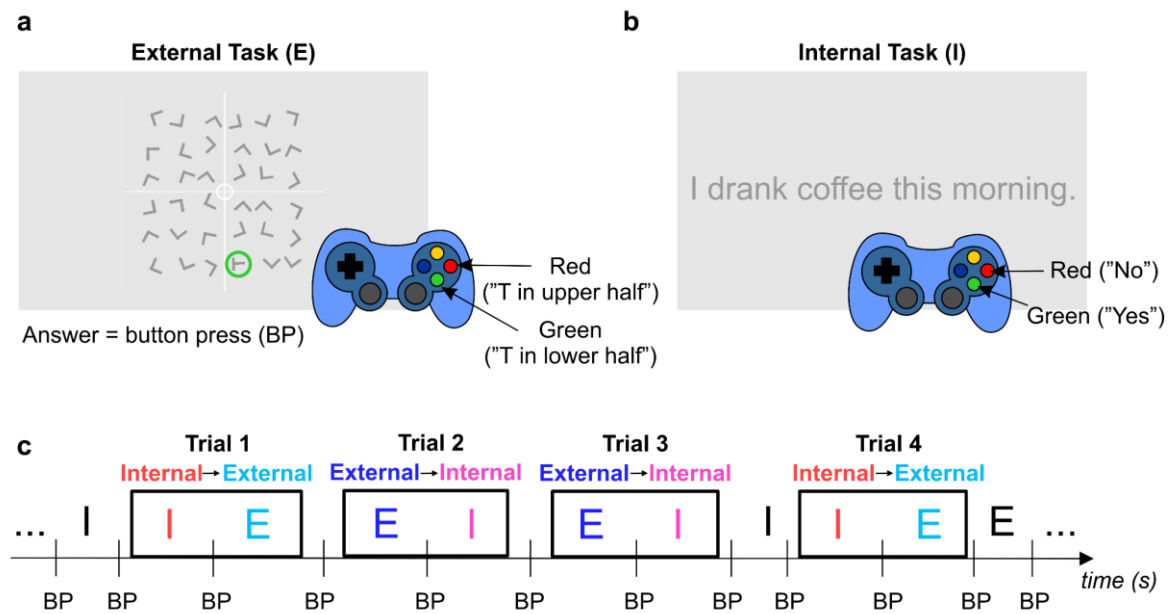 a
External Task (E)
Red
("T in upper half")
Green
("T in lower half")
Answer = button press (BP)
b
Internal Task (I)
I drank coffee this morning.
Red ("No")
Green ("Yes")
c
Trial 1 Trial 2 Trial 3 Trial 4
Internal→External External→Internal External→Internal Internal→External
... I I E E I E I I I E E ...
BP BP BP BP BP BP BP BP BP BP BP
time (s)